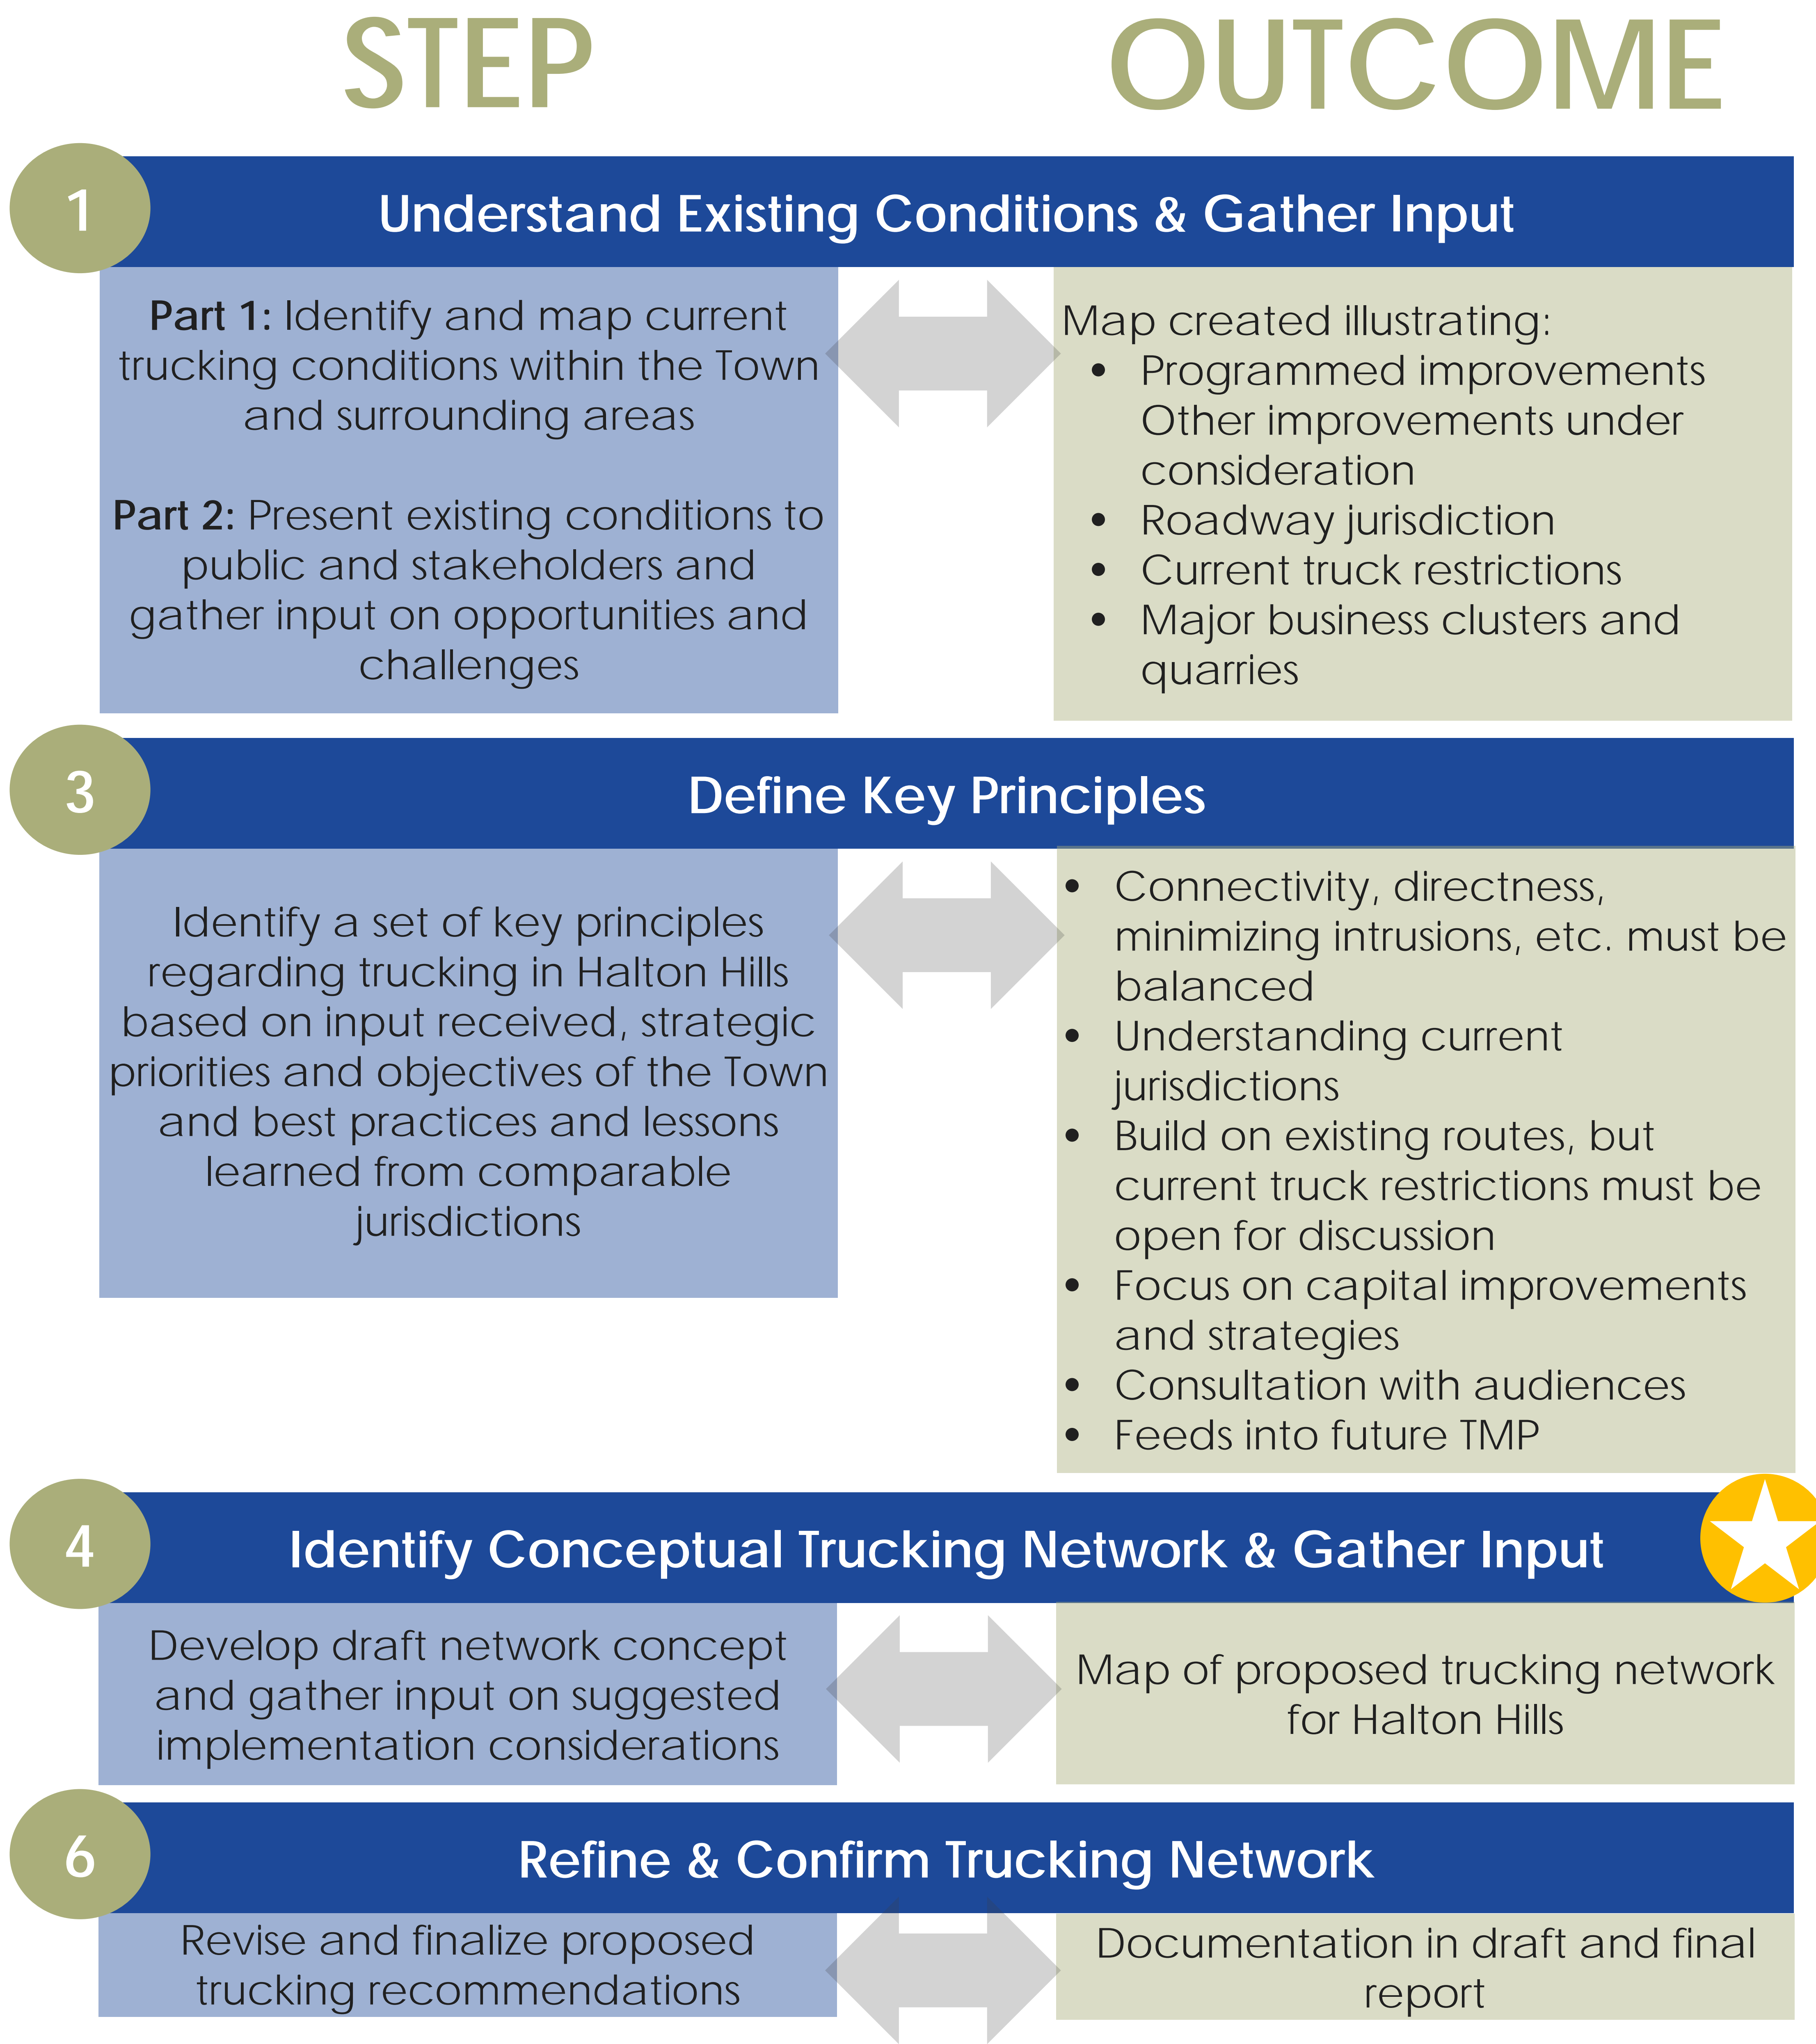 STEP
OUTCOME
1
Understand Existing Conditions & Gather Input
Part 1: Identify and map current
trucking conditions within the Town
and surrounding areas
Part 2: Present existing conditions to
public and stakeholders and
gather input on opportunities and
challenges
Map created illustrating:
• Programmed improvements
Other improvements under
consideration
• Roadway jurisdiction
• Current truck restrictions
• Major business clusters and
quarries
3
Define Key Principles
Identify a set of key principles
regarding trucking in Halton Hills
based on input received, strategic
priorities and objectives of the Town
and best practices and lessons
learned from comparable
jurisdictions
• Connectivity, directness,
minimizing intrusions, etc. must be
balanced
• Understanding current
jurisdictions
• Build on existing routes, but
current truck restrictions must be
open for discussion
• Focus on capital improvements
and strategies
• Consultation with audiences
• Feeds into future TMP
4
Identify Conceptual Trucking Network & Gather Input
Develop draft network concept
and gather input on suggested
implementation considerations
Map of proposed trucking network
for Halton Hills
6
Refine & Confirm Trucking Network
Revise and finalize proposed
trucking recommendations
Documentation in draft and final
report